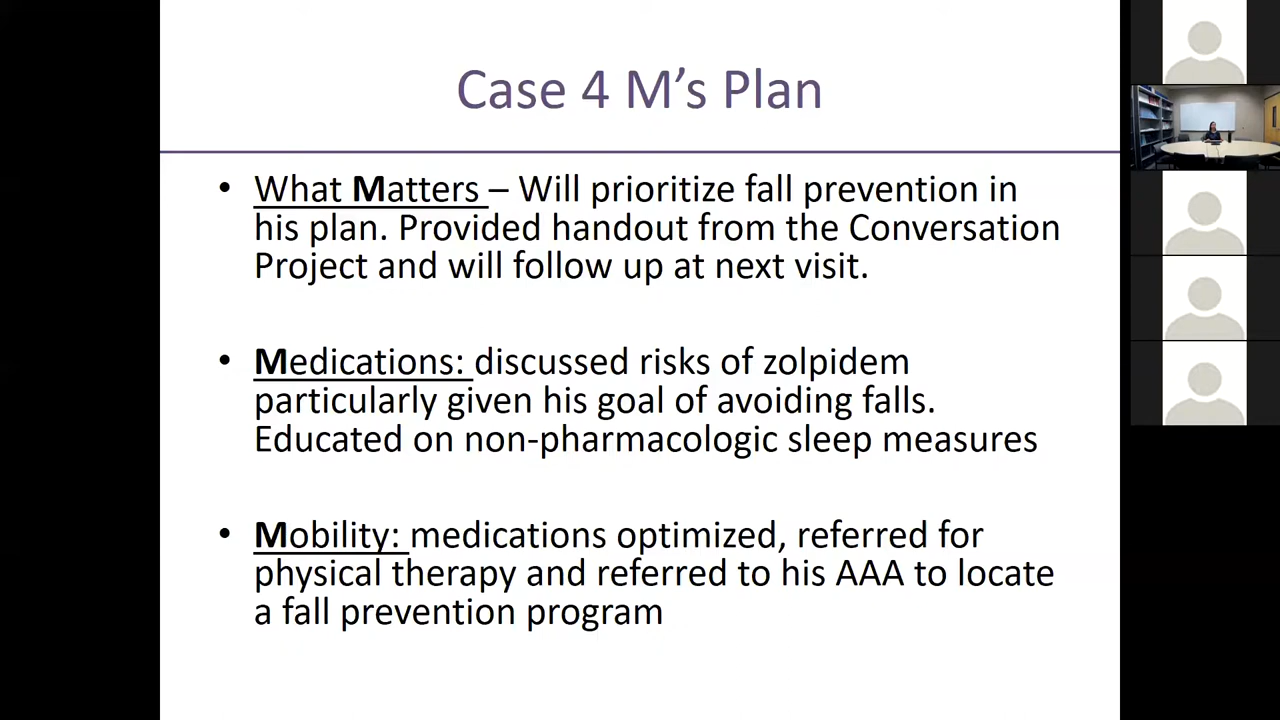 Case 4 M’s Plan
• What Matters – Will prioritize fall prevention in
his plan. Provided handout from the Conversation
Project and will follow up at next visit.
• Medications: discussed risks of zolpidem
particularly given his goal of avoiding falls.
Educated on non-pharmacologic sleep measures
• Mobility: medications optimized, referred for
physical therapy and referred to his AAA to locate
a fall prevention program